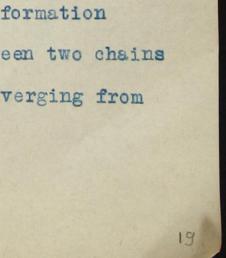 formation
een two chains
verging from
19